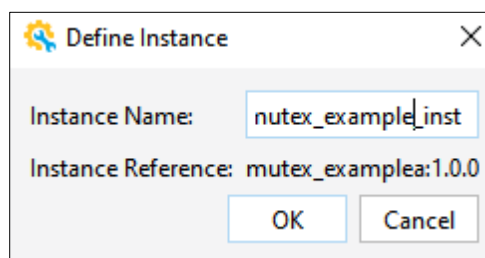 Define Instance
Instance Name: nutex_example_inst
Instance Reference: mutex_examplea:1.0.0
OK Cancel